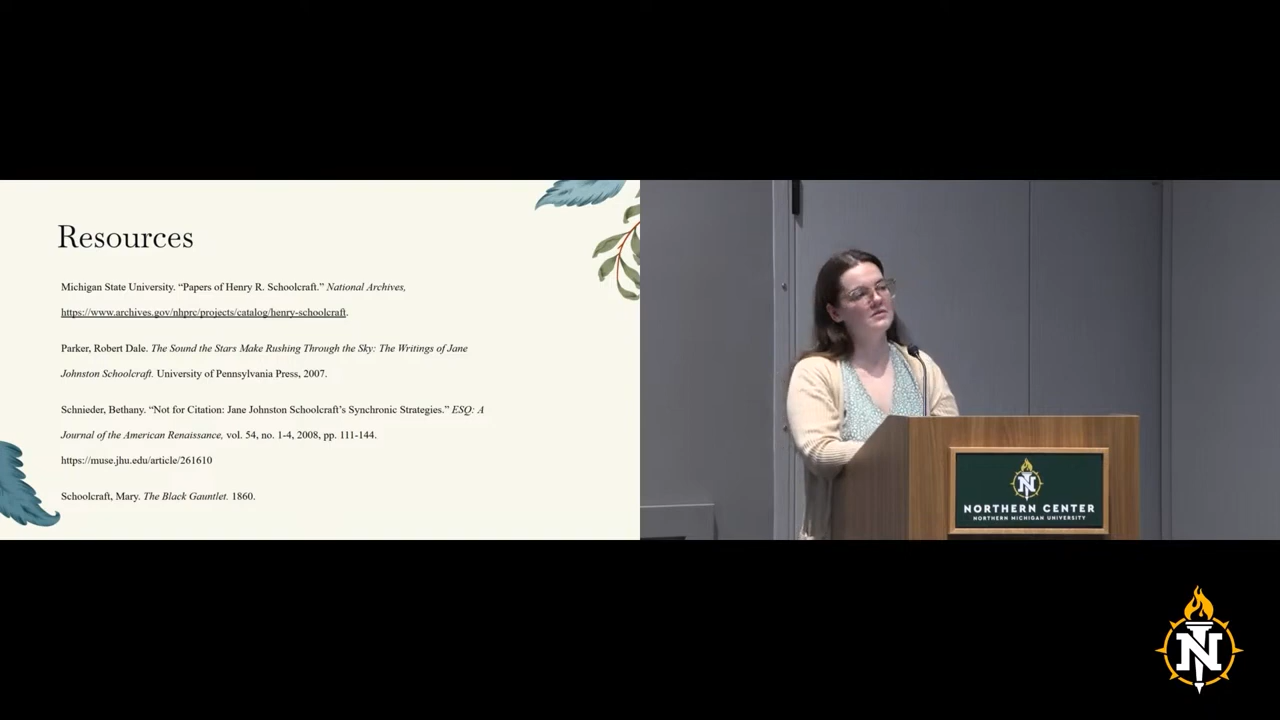 Resources
Michigan State University. “Papers of Henry R. Schoolcraft.” National Archives,
https://www.archives.gov/nhprc/projects/catalog/henry-schoolcraft.
Parker, Robert Dale. The Sound the Stars Make Rushing Through the Sky: The Writings of Jane
Johnston Schoolcraft. University of Pennsylvania Press, 2007.
Schnieder, Bethany. “Not for Citation: Jane Johnston Schoolcraft’s Synchronic Strategies.” ESQ: A
Journal of the American Renaissance, vol. 54, no. 1-4, 2008, pp. 111-144.
https://muse.jhu.edu/article/261610
Schoolcraft, Mary. The Black Gauntlet. 1860.
N
NORTHERN CENTER
NORTHERN MICHIGAN UNIVERSITY
N